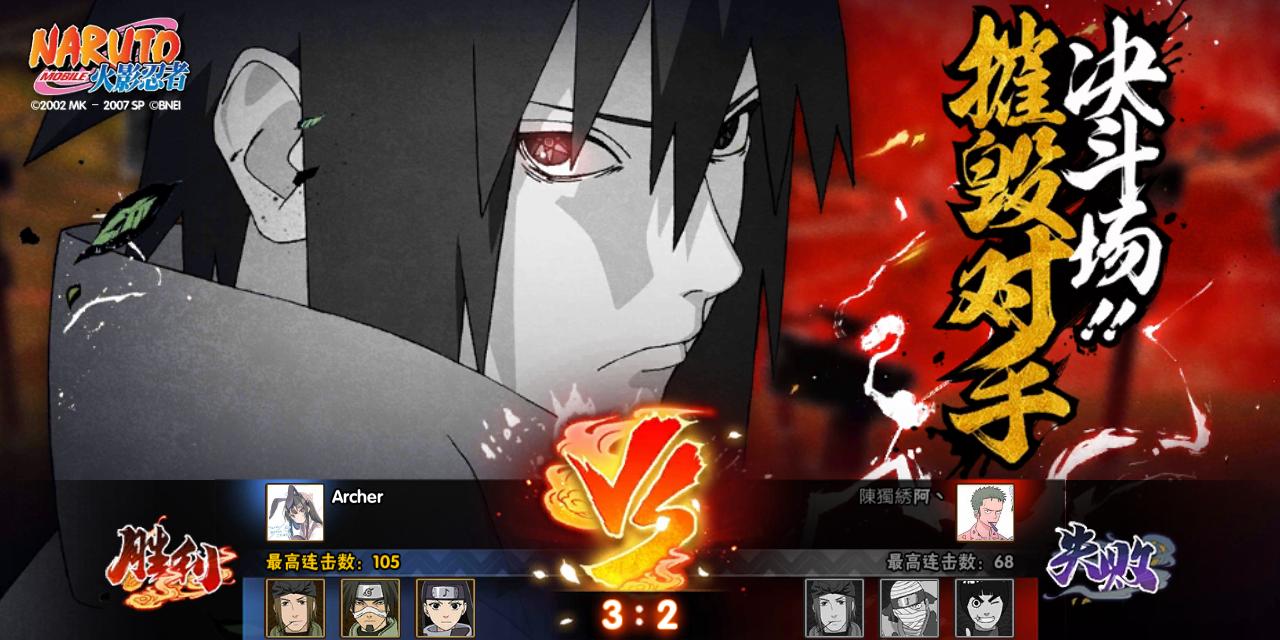 NARUTO
MOBILE 火影忍者
©2002 MK - 2007 SP ©BNEI
决斗场!!
摧毁对手
VS
Archer
陳獨綉阿丶
胜利
最高连击数: 105
最高连击数: 68
失败
3:2